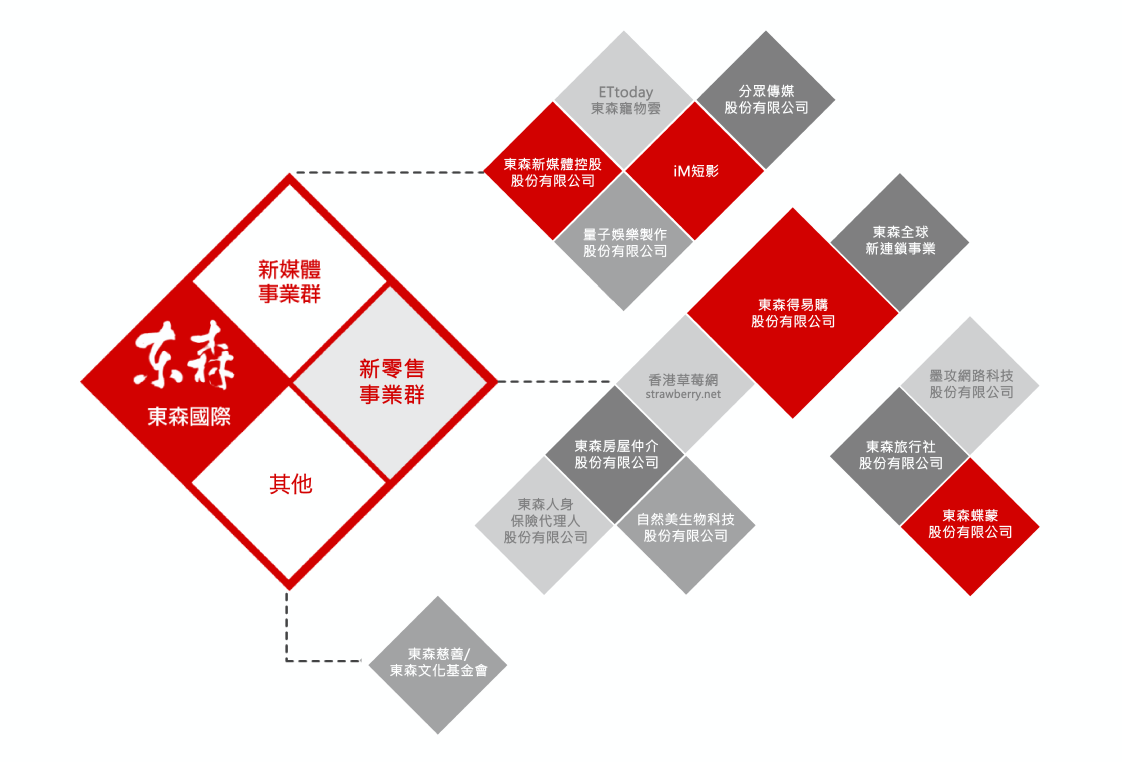 东森
東森國際
新媒體
事業群
新零售
事業群
其他
ETtoday
東森寵物雲
分眾傳媒
股份有限公司
東森新媒體控股
股份有限公司
iM短影
量子娛樂製作
股份有限公司
東森全球
新連鎖事業
東森得易購
股份有限公司
香港草莓網
strawberry.net
墨攻網路科技
股份有限公司
東森房屋仲介
股份有限公司
東森旅行社
股份有限公司
東森人身
保險代理人
股份有限公司
自然美生物科技
股份有限公司
東森蝶蒙
股份有限公司
東森慈善/
東森文化基金會